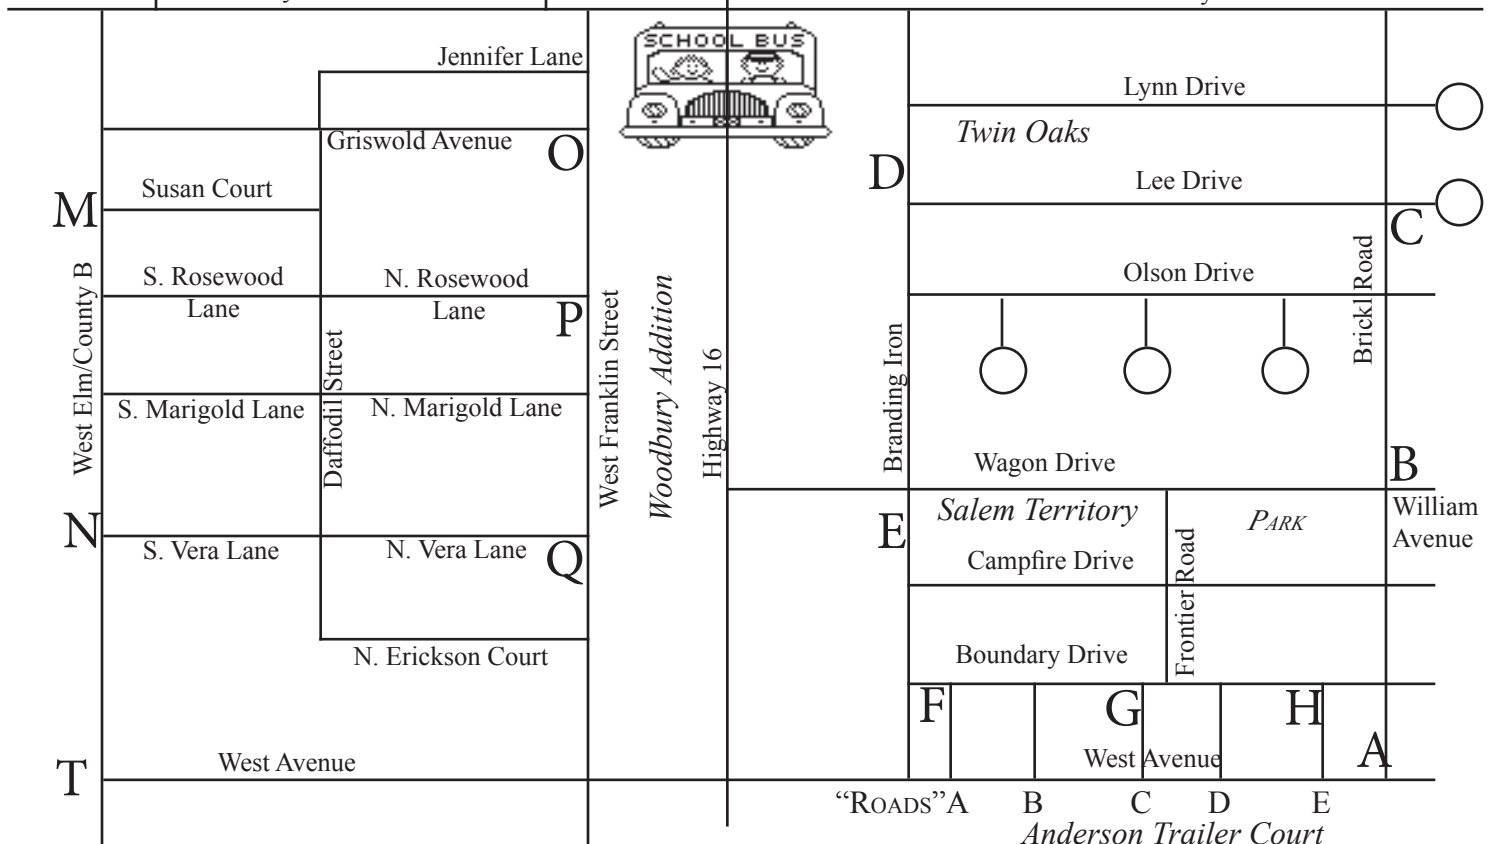 SCHOOL BUS
Jennifer Lane
Griswold Avenue
O
Susan Court
M
S. Rosewood
Lane
N. Rosewood
Lane
P
West Elm/County B
Daffodil Street
S. Marigold Lane
N. Marigold Lane
West Franklin Street
Woodbury Addition
Highway 16
N
S. Vera Lane
N. Vera Lane
Q
N. Erickson Court
West Avenue
T
Lynn Drive
Twin Oaks
D
Lee Drive
C
Olson Drive
Brickl Road
Branding Iron
Wagon Drive
B
E
Salem Territory
PARK
William
Avenue
Campfire Drive
Frontier Road
Boundary Drive
F
G
H
A
West Avenue
“ROADS” A B C D E
Anderson Trailer Court